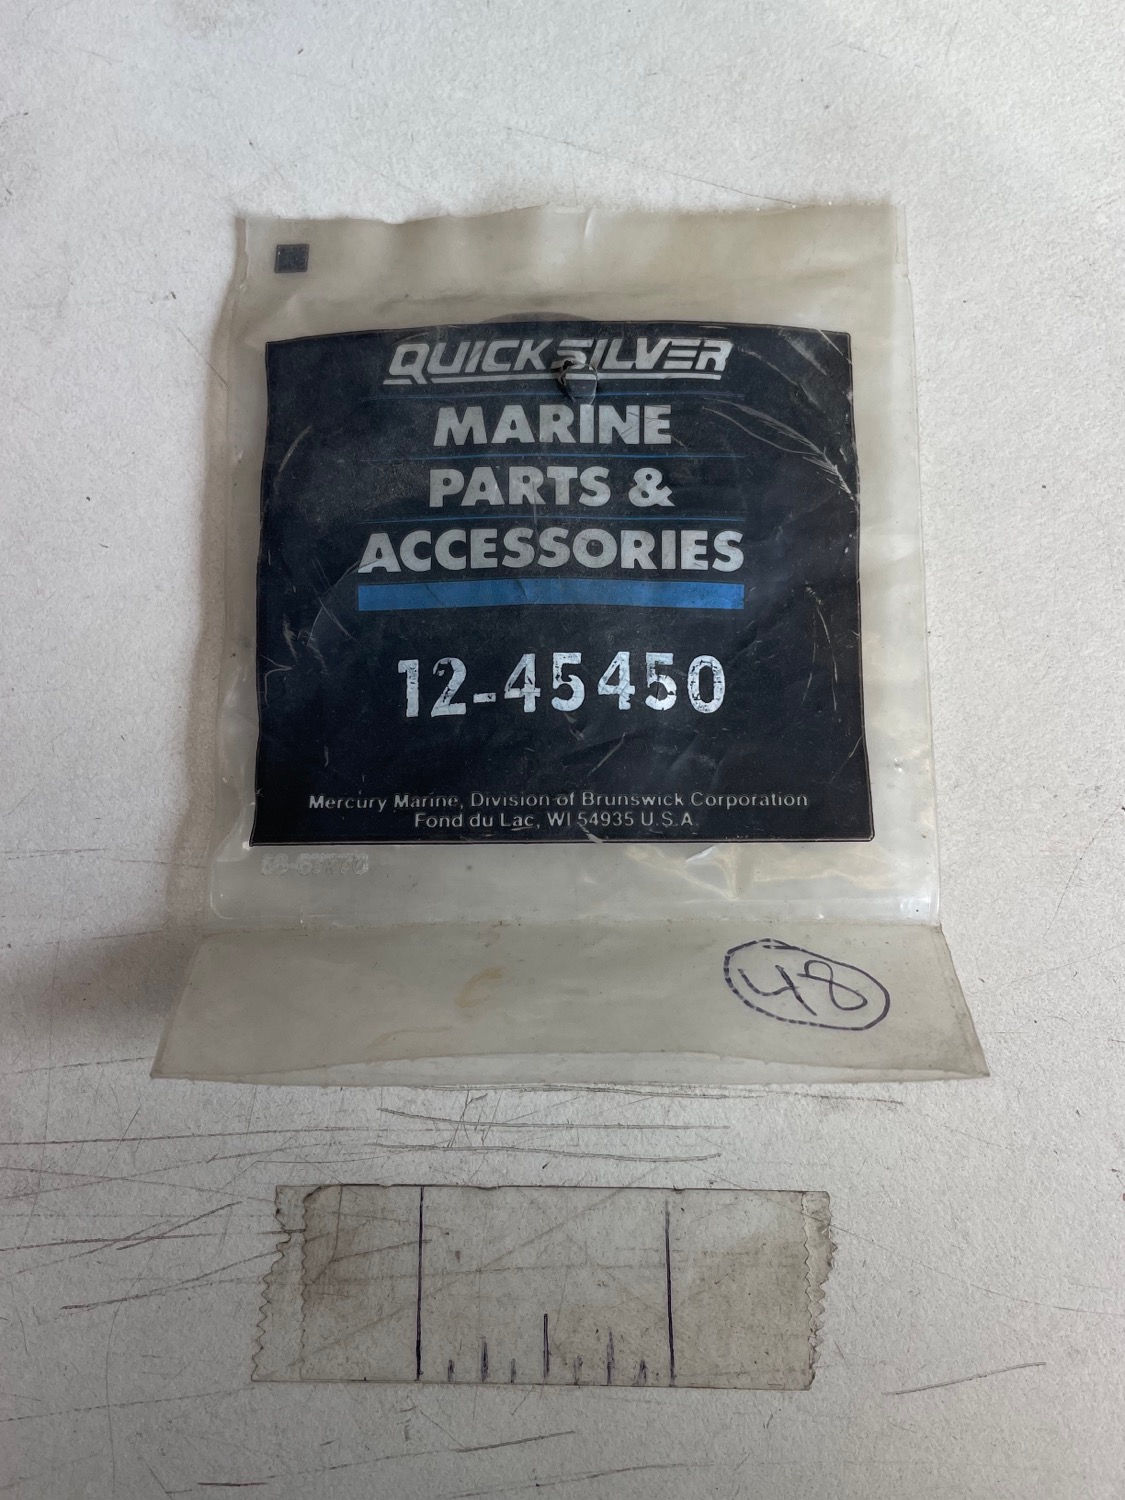 QUICKSILVER
MARINE
PARTS &
ACCESSORIES
12-45450
Mercury Marine, Division of Brunswick Corporation
Fond du Lac, WI 54935 U.S.A.
48